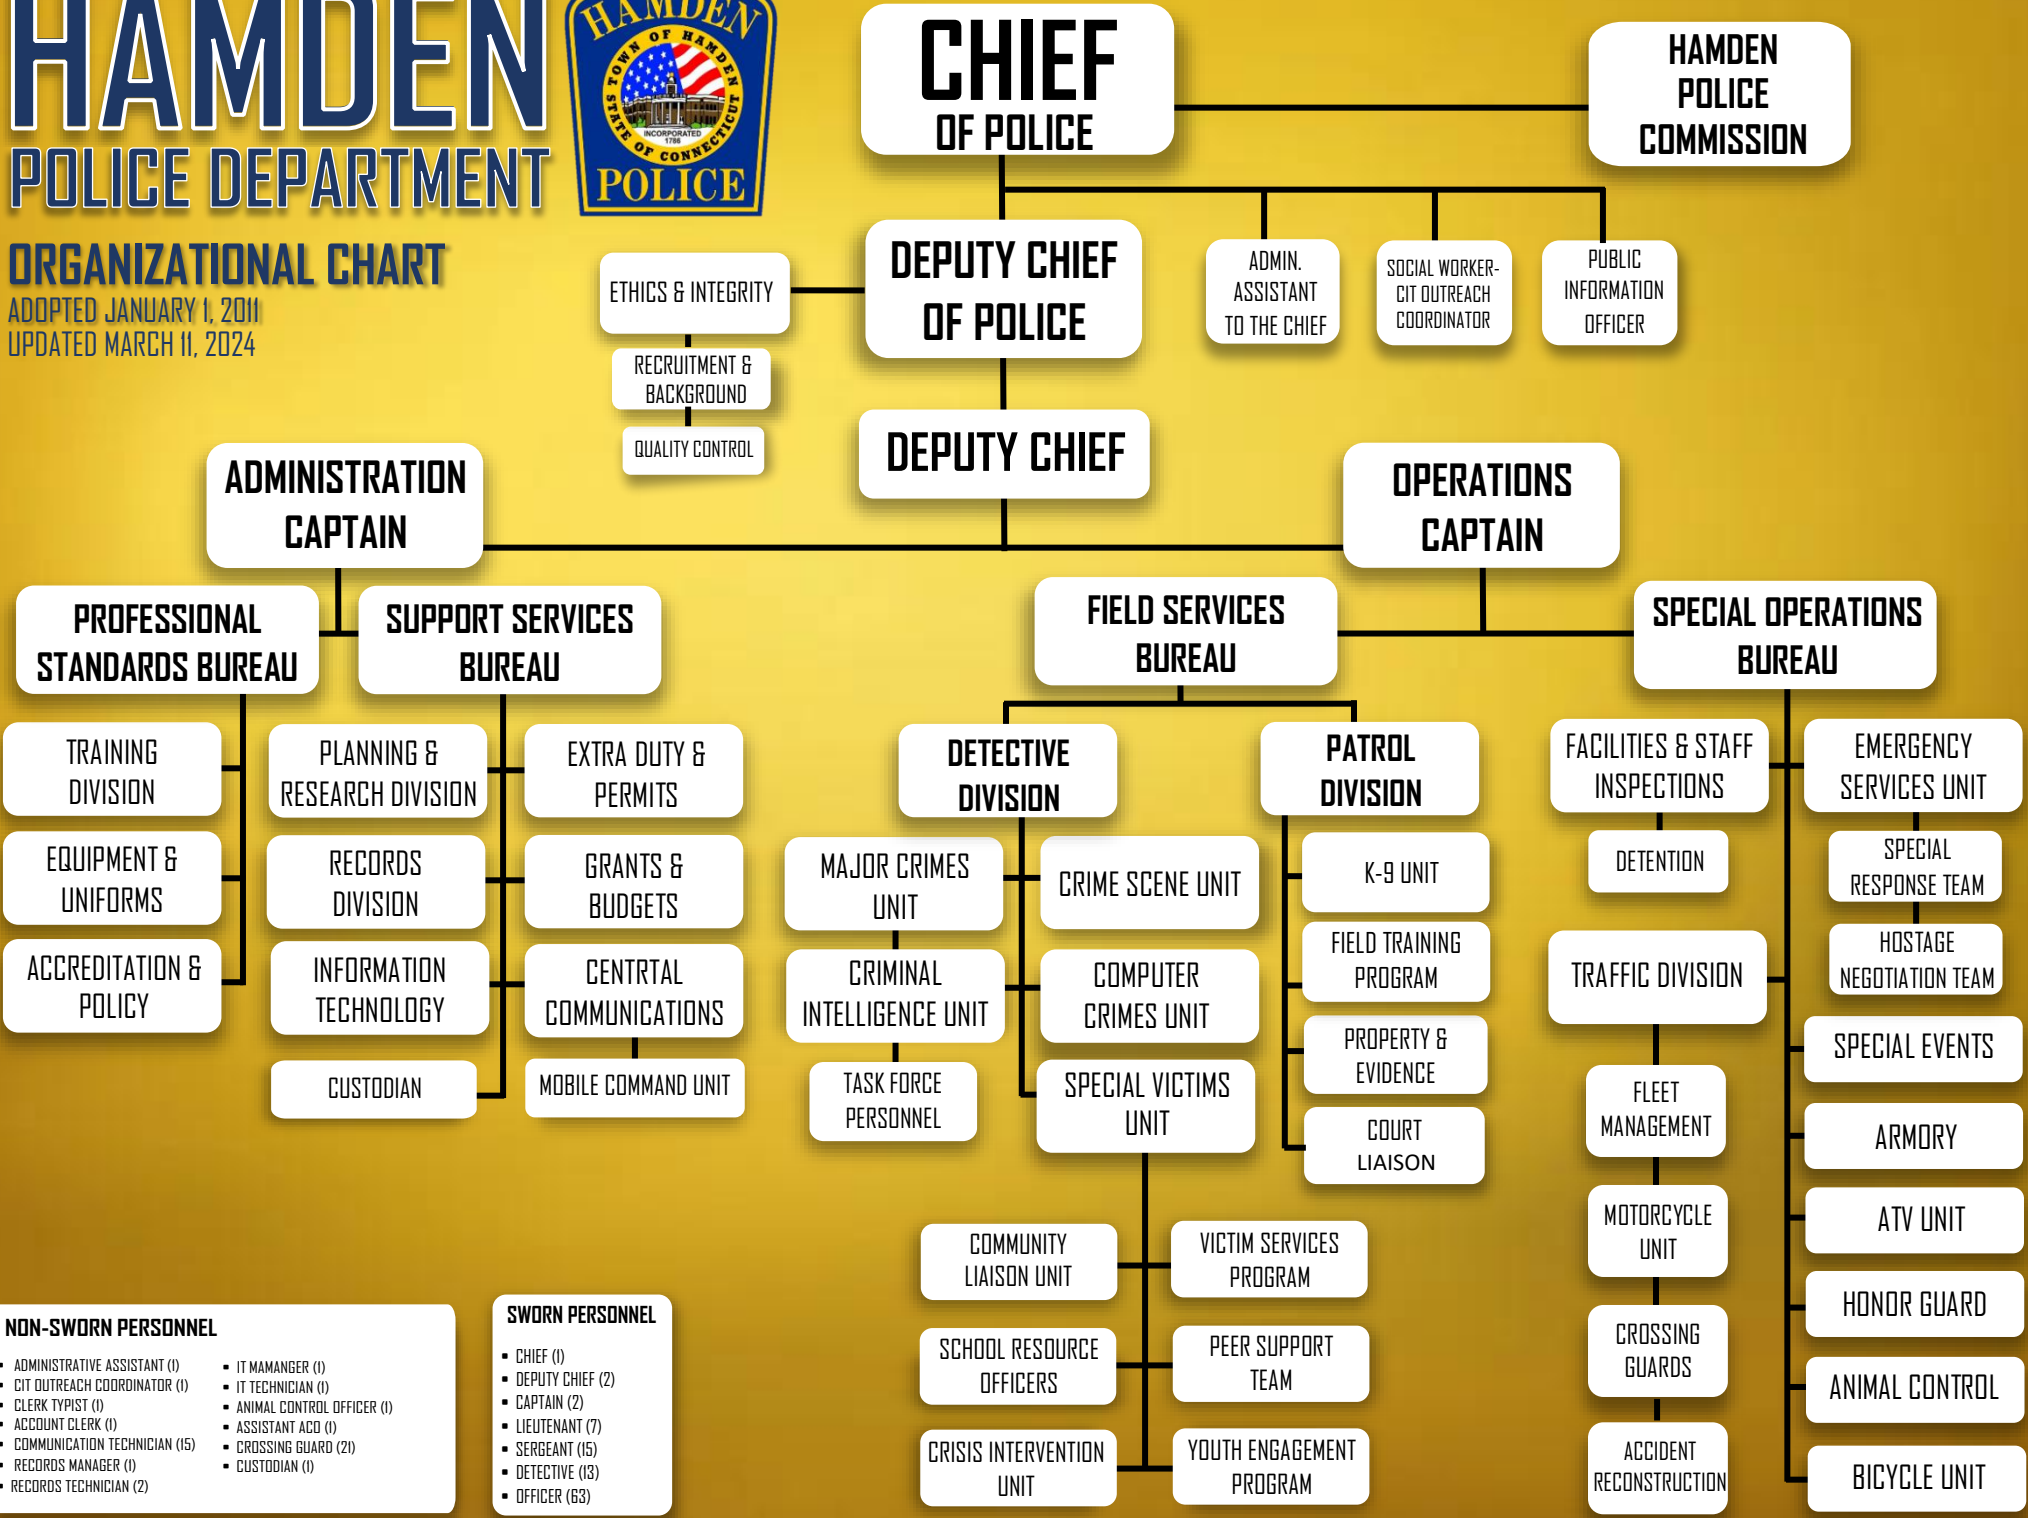 HAMDEN
POLICE DEPARTMENT
ORGANIZATIONAL CHART
ADOPTED JANUARY 1, 2011
UPDATED MARCH 11, 2024
HAMDEN
TOWN OF HAMDEN
STATE OF CONNECTICUT
INCORPORATED
1786
POLICE
CHIEF
OF POLICE
HAMDEN
POLICE
COMMISSION
DEPUTY CHIEF
OF POLICE
ADMIN.
ASSISTANT
TO THE CHIEF
SOCIAL WORKER-
CIT OUTREACH
COORDINATOR
PUBLIC
INFORMATION
OFFICER
ETHICS & INTEGRITY
RECRUITMENT &
BACKGROUND
QUALITY CONTROL
DEPUTY CHIEF
ADMINISTRATION
CAPTAIN
OPERATIONS
CAPTAIN
PROFESSIONAL
STANDARDS BUREAU
SUPPORT SERVICES
BUREAU
FIELD SERVICES
BUREAU
SPECIAL OPERATIONS
BUREAU
TRAINING
DIVISION
EQUIPMENT &
UNIFORMS
ACCREDITATION &
POLICY
PLANNING &
RESEARCH DIVISION
RECORDS
DIVISION
INFORMATION
TECHNOLOGY
CUSTODIAN
EXTRA DUTY &
PERMITS
GRANTS &
BUDGETS
CENTRTAL
COMMUNICATIONS
MOBILE COMMAND UNIT
DETECTIVE
DIVISION
MAJOR CRIMES
UNIT
CRIMINAL
INTELLIGENCE UNIT
TASK FORCE
PERSONNEL
CRIME SCENE UNIT
COMPUTER
CRIMES UNIT
SPECIAL VICTIMS
UNIT
COMMUNITY
LIAISON UNIT
SCHOOL RESOURCE
OFFICERS
CRISIS INTERVENTION
UNIT
VICTIM SERVICES
PROGRAM
PEER SUPPORT
TEAM
YOUTH ENGAGEMENT
PROGRAM
PATROL
DIVISION
K-9 UNIT
FIELD TRAINING
PROGRAM
PROPERTY &
EVIDENCE
COURT
LIAISON
FACILITIES & STAFF
INSPECTIONS
DETENTION
TRAFFIC DIVISION
FLEET
MANAGEMENT
MOTORCYCLE
UNIT
CROSSING
GUARDS
ACCIDENT
RECONSTRUCTION
EMERGENCY
SERVICES UNIT
SPECIAL
RESPONSE TEAM
HOSTAGE
NEGOTIATION TEAM
SPECIAL EVENTS
ARMORY
ATV UNIT
HONOR GUARD
ANIMAL CONTROL
BICYCLE UNIT
NON-SWORN PERSONNEL
▪ ADMINISTRATIVE ASSISTANT (1)
▪ CIT OUTREACH COORDINATOR (1)
▪ CLERK TYPIST (1)
▪ ACCOUNT CLERK (1)
▪ COMMUNICATION TECHNICIAN (15)
▪ RECORDS MANAGER (1)
▪ RECORDS TECHNICIAN (2)
▪ IT MAMANGER (1)
▪ IT TECHNICIAN (1)
▪ ANIMAL CONTROL OFFICER (1)
▪ ASSISTANT ACO (1)
▪ CROSSING GUARD (21)
▪ CUSTODIAN (1)
SWORN PERSONNEL
▪ CHIEF (1)
▪ DEPUTY CHIEF (2)
▪ CAPTAIN (2)
▪ LIEUTENANT (7)
▪ SERGEANT (15)
▪ DETECTIVE (13)
▪ OFFICER (63)